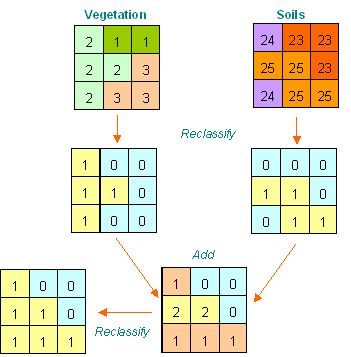 Vegetation Soils
2 1 1 24 23 23
2 2 3 25 25 23
2 3 3 24 25 25
Reclassify
1 0 0 0 0 0
1 1 0 1 1 0
1 0 0 0 1 1
Add
1 0 0 1 0 0
1 1 0 2 2 0
Reclassify
1 1 1 1 1 1